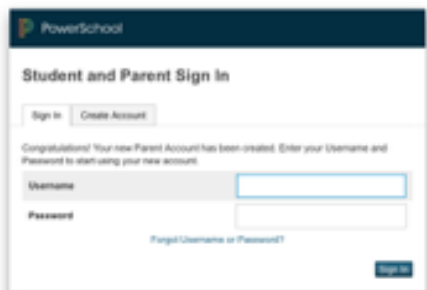 PowerSchool
Student and Parent Sign In
Sign In Create Account
Congratulations! Your new Parent Account has been created. Enter your Username and
Password to start using your new account.
Username
Password
Forgot Username or Password?
Sign In